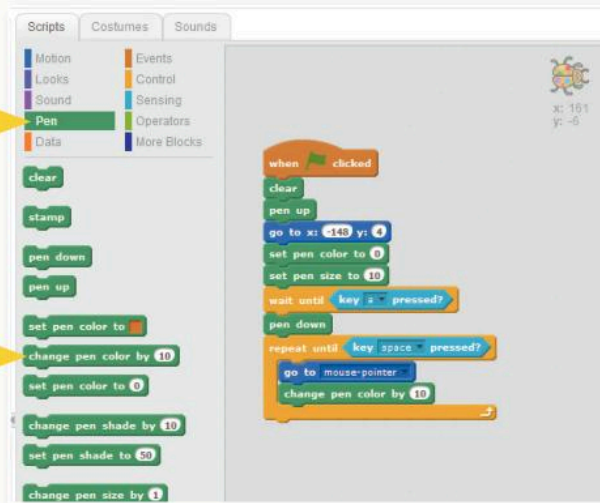 Scripts Costumes Sounds
Motion Events
Looks Control
Sound Sensing
Pen Operators
Data More Blocks
clear
stamp
pen down
pen up
set pen color to
change pen color by 10
set pen color to 0
change pen shade by 10
set pen shade to 50
change pen size by 1
when clicked
clear
pen up
go to x: -148 y: 4
set pen color to 0
set pen size to 10
wait until key a pressed?
pen down
repeat until key space pressed?
go to mouse-pointer
change pen color by 10
x: 161
y: -6